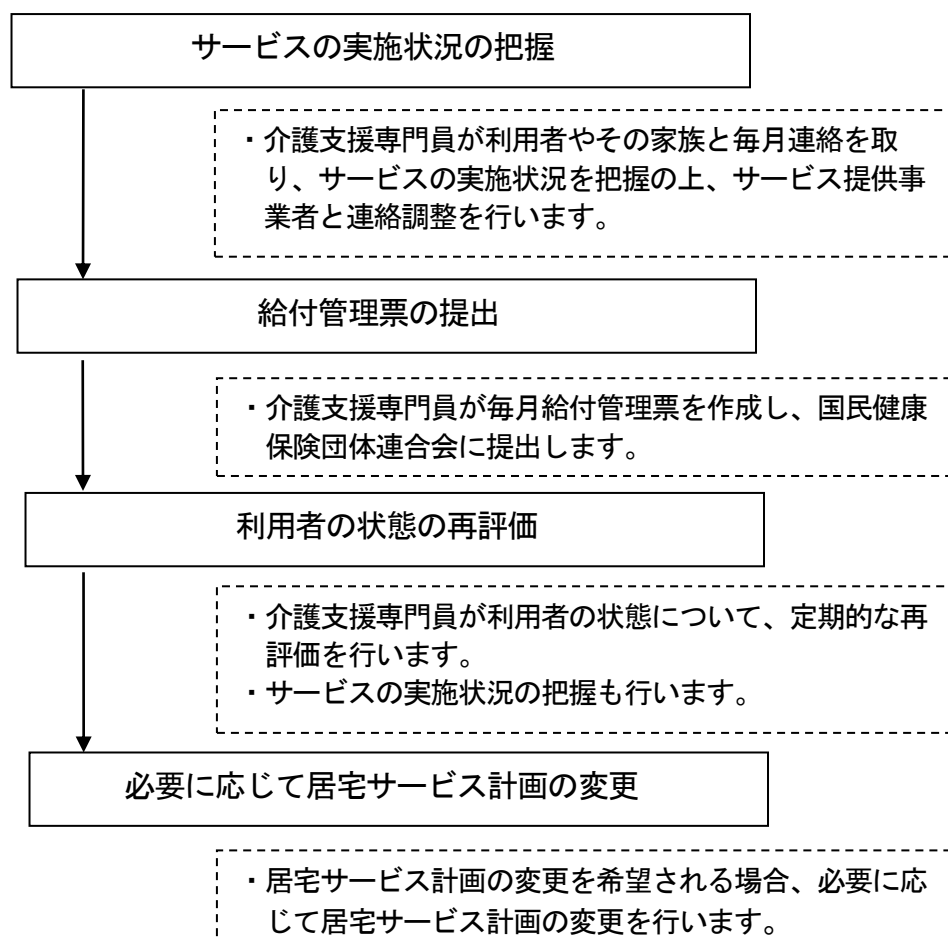 サービスの実施状況の把握
・介護支援専門員が利用者やその家族と毎月連絡を取
り、サービスの実施状況を把握の上、サービス提供事
業者と連絡調整を行います。
給付管理票の提出
・介護支援専門員が毎月給付管理票を作成し、国民健康
保険団体連合会に提出します。
利用者の状態の再評価
・介護支援専門員が利用者の状態について、定期的な再
評価を行います。
・サービスの実施状況の把握も行います。
必要に応じて居宅サービス計画の変更
・居宅サービス計画の変更を希望される場合、必要に応
じて居宅サービス計画の変更を行います。